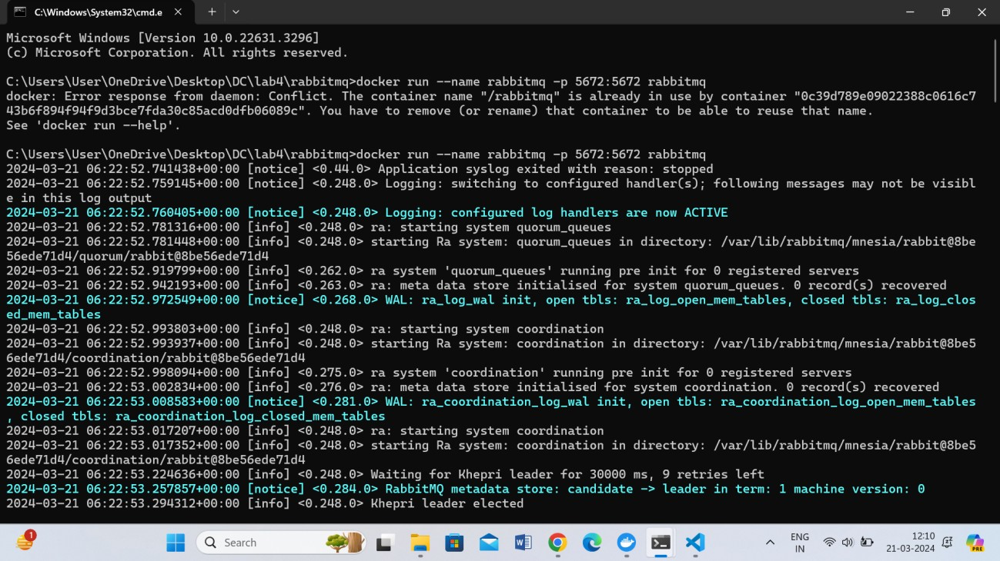 C:\Windows\System32\cmd.e
Microsoft Windows [Version 10.0.22631.3296]
(c) Microsoft Corporation. All rights reserved.
C:\Users\User\OneDrive\Desktop\DC\lab4\rabbitmq>docker run --name rabbitmq -p 5672:5672 rabbitmq
docker: Error response from daemon: Conflict. The container name "/rabbitmq" is already in use by container "0c39d789e09022388c0616c7
43b6f894f94f9d3bce7fda30c85acd0dfb06089c". You have to remove (or rename) that container to be able to reuse that name.
See 'docker run --help'.
C:\Users\User\OneDrive\Desktop\DC\lab4\rabbitmq>docker run --name rabbitmq -p 5672:5672 rabbitmq
2024-03-21 06:22:52.741438+00:00 [notice] <0.44.0> Application syslog exited with reason: stopped
2024-03-21 06:22:52.759145+00:00 [notice] <0.248.0> Logging: switching to configured handler(s); following messages may not be visibl
e in this log output
2024-03-21 06:22:52.760405+00:00 [notice] <0.248.0> Logging: configured log handlers are now ACTIVE
2024-03-21 06:22:52.781316+00:00 [info] <0.248.0> ra: starting system quorum_queues
2024-03-21 06:22:52.781448+00:00 [info] <0.248.0> starting Ra system: quorum_queues in directory: /var/lib/rabbitmq/mnesia/rabbit@8be
56ede71d4/quorum/rabbit@8be56ede71d4
2024-03-21 06:22:52.919799+00:00 [info] <0.262.0> ra system 'quorum_queues' running pre init for 0 registered servers
2024-03-21 06:22:52.942193+00:00 [info] <0.263.0> ra: meta data store initialised for system quorum_queues. 0 record(s) recovered
2024-03-21 06:22:52.972549+00:00 [notice] <0.268.0> WAL: ra_log_wal init, open tbls: ra_log_open_mem_tables, closed tbls: ra_log_clos
ed_mem_tables
2024-03-21 06:22:52.993803+00:00 [info] <0.248.0> ra: starting system coordination
2024-03-21 06:22:52.993937+00:00 [info] <0.248.0> starting Ra system: coordination in directory: /var/lib/rabbitmq/mnesia/rabbit@8be5
6ede71d4/coordination/rabbit@8be56ede71d4
2024-03-21 06:22:52.998094+00:00 [info] <0.275.0> ra system 'coordination' running pre init for 0 registered servers
2024-03-21 06:22:53.002834+00:00 [info] <0.276.0> ra: meta data store initialised for system coordination. 0 record(s) recovered
2024-03-21 06:22:53.008583+00:00 [notice] <0.281.0> WAL: ra_coordination_log_wal init, open tbls: ra_coordination_log_open_mem_tables
, closed tbls: ra_coordination_log_closed_mem_tables
2024-03-21 06:22:53.017207+00:00 [info] <0.248.0> ra: starting system coordination
2024-03-21 06:22:53.017352+00:00 [info] <0.248.0> starting Ra system: coordination in directory: /var/lib/rabbitmq/mnesia/rabbit@8be5
6ede71d4/coordination/rabbit@8be56ede71d4
2024-03-21 06:22:53.224636+00:00 [info] <0.248.0> Waiting for Khepri leader for 30000 ms, 9 retries left
2024-03-21 06:22:53.257857+00:00 [notice] <0.284.0> RabbitMQ metadata store: candidate -> leader in term: 1 machine version: 0
2024-03-21 06:22:53.294312+00:00 [info] <0.248.0> Khepri leader elected
1
Search
W
ENG
IN
12:10
21-03-2024
PRE